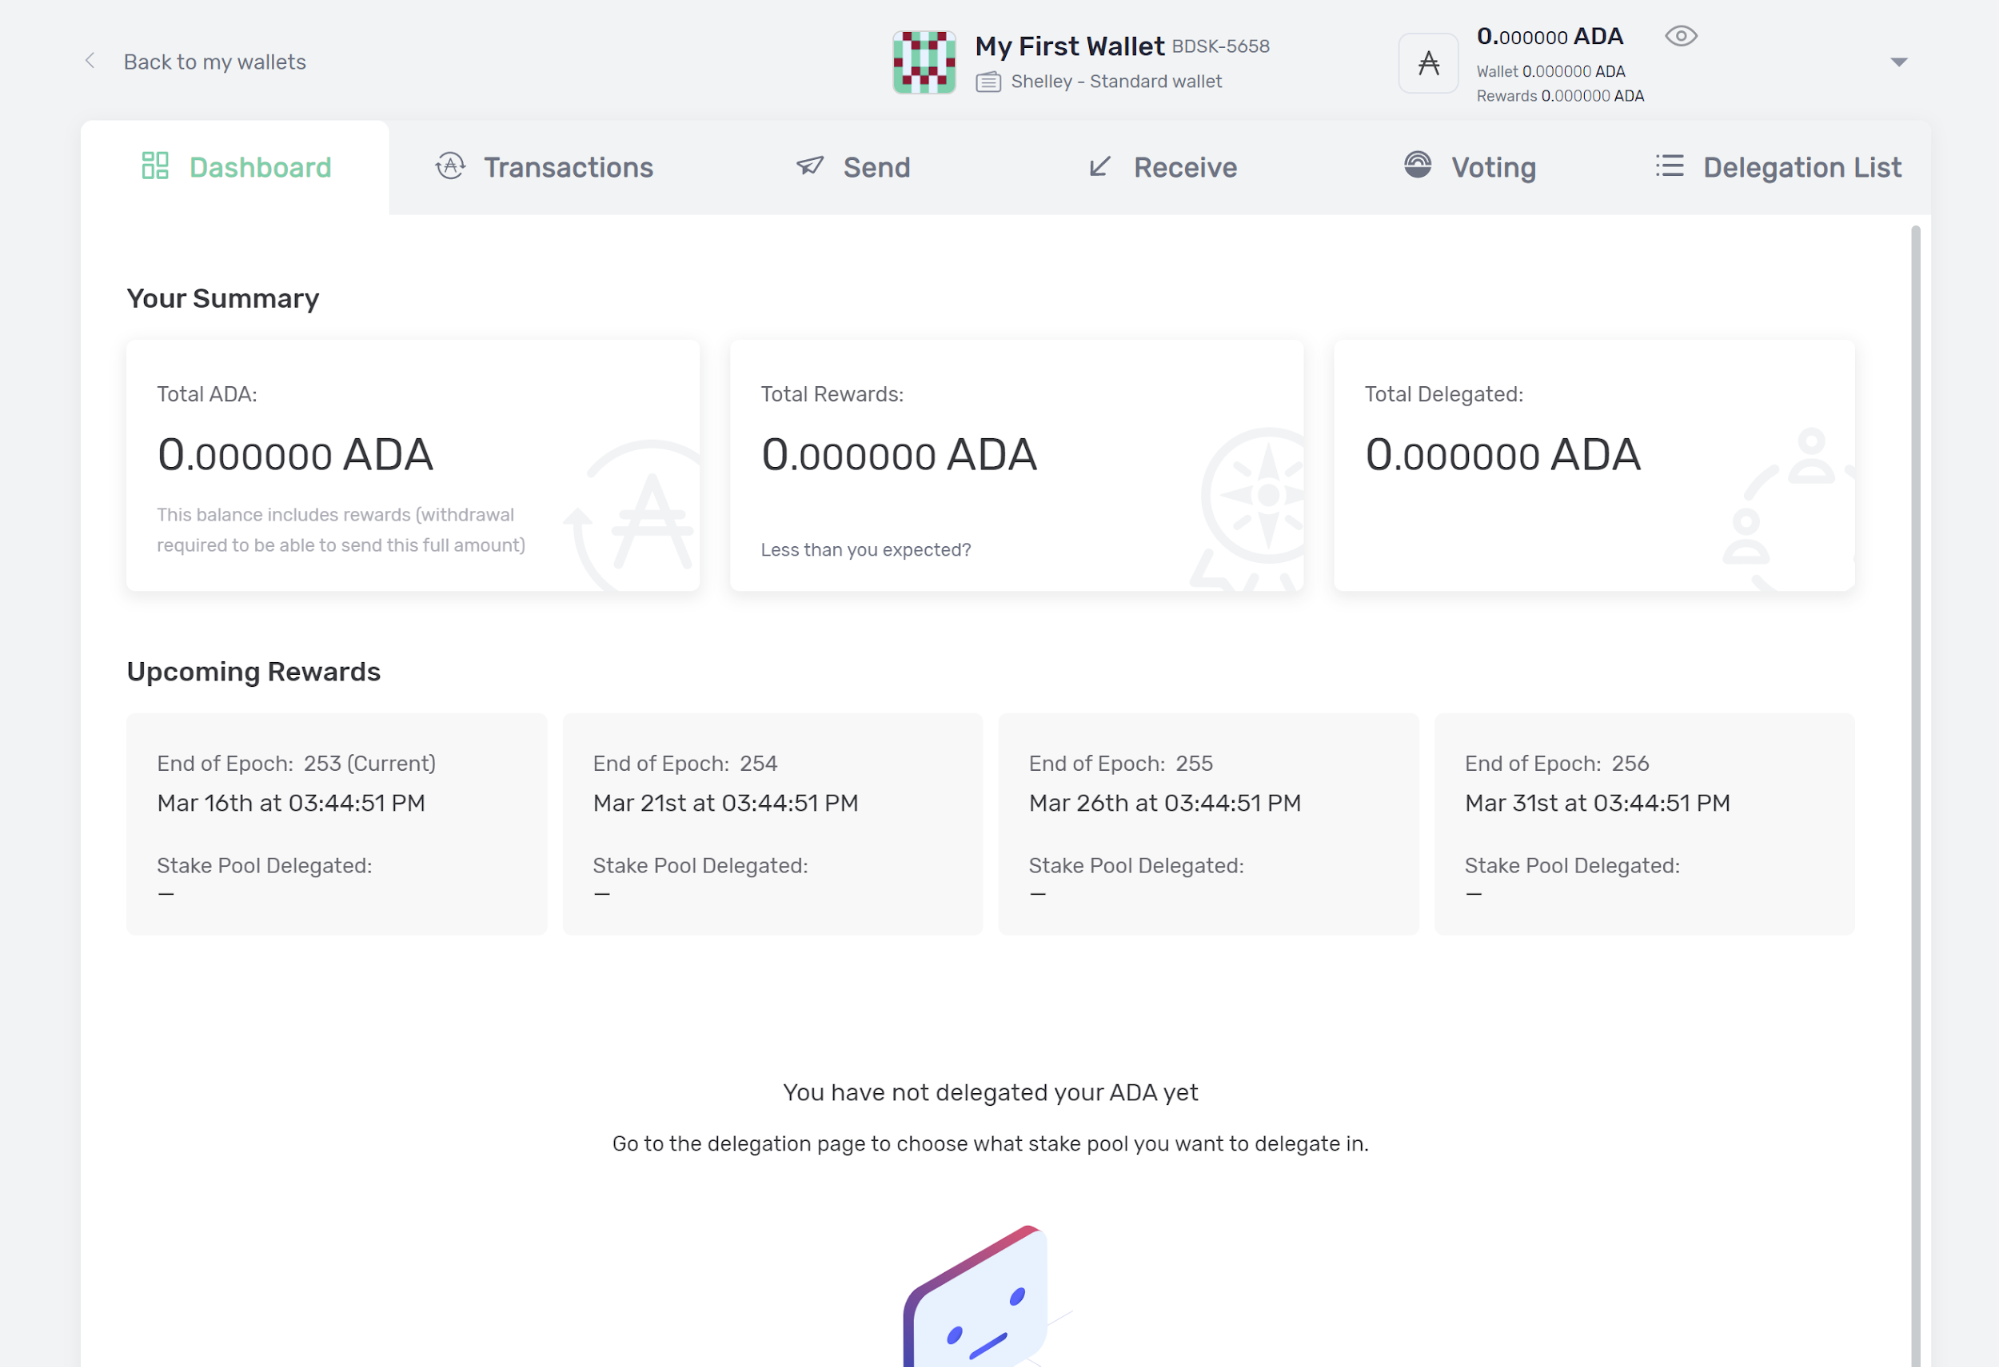 Back to my wallets
My First Wallet BDSK-5658
Shelley - Standard wallet
0.000000 ADA
Wallet 0.000000 ADA
Rewards 0.000000 ADA
Dashboard
Transactions
Send
Receive
Voting
Delegation List
Your Summary
Total ADA:
0.000000 ADA
This balance includes rewards (withdrawal
required to be able to send this full amount)
Total Rewards:
0.000000 ADA
Less than you expected?
Total Delegated:
0.000000 ADA
Upcoming Rewards
End of Epoch: 253 (Current)
Mar 16th at 03:44:51 PM
Stake Pool Delegated:
—
End of Epoch: 254
Mar 21st at 03:44:51 PM
Stake Pool Delegated:
—
End of Epoch: 255
Mar 26th at 03:44:51 PM
Stake Pool Delegated:
—
End of Epoch: 256
Mar 31st at 03:44:51 PM
Stake Pool Delegated:
—
You have not delegated your ADA yet
Go to the delegation page to choose what stake pool you want to delegate in.